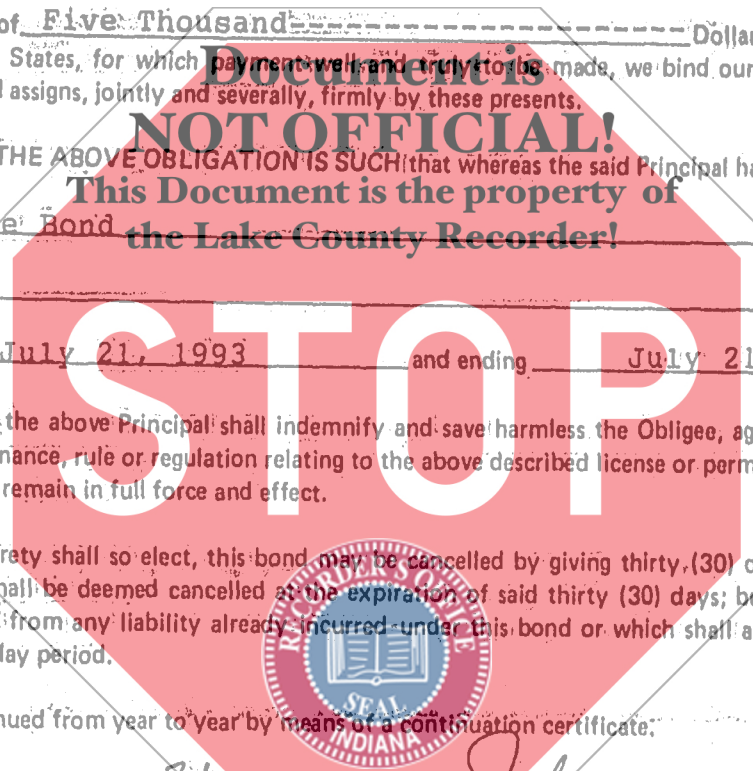 of Five Thousand Dollar
States, for which payment well and truly to be made, we bind our
Document is
assigns, jointly and severally, firmly by these presents.
NOT OFFICIAL!
THE ABOVE OBLIGATION IS SUCH that whereas the said Principal ha
This Document is the property of
e Bond
the Lake County Recorder!
STOP
July 21, 1993 and ending July 21
the above Principal shall indemnify and save harmless the Obligee, ag
nance, rule or regulation relating to the above described license or perm
remain in full force and effect.
rety shall so elect, this bond may be cancelled by giving thirty (30) d
hall be deemed cancelled at the expiration of said thirty (30) days; b
from any liability already incurred under this bond or which shall a
lay period.
RECORDER'S OFFICE
SEAL
INDIANA
nued from year to year by means of a continuation certificate.